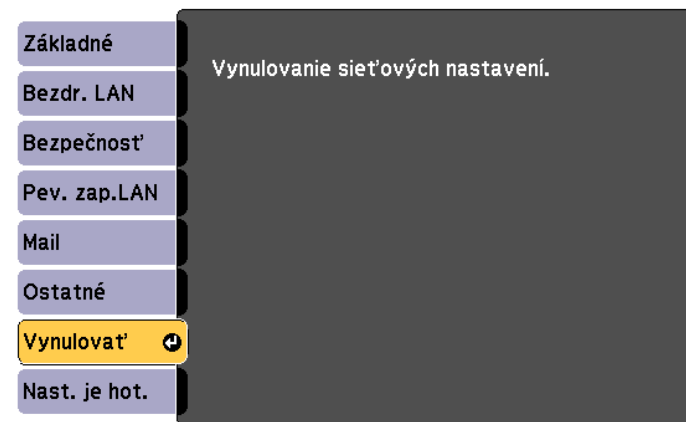 Základné
Bezdr. LAN
Bezpečnosť
Pev. zap.LAN
Mail
Ostatné
Vynulovať
Nast. je hot.
Vynulovanie sieťových nastavení.